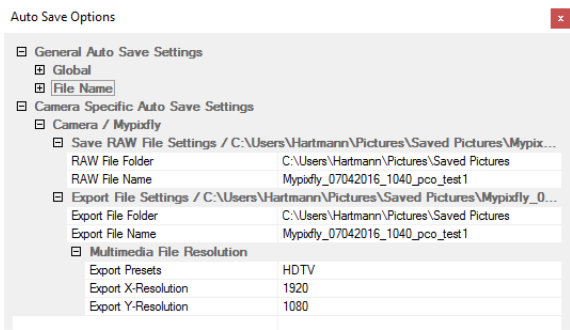 Auto Save Options
x
General Auto Save Settings
Global
File Name
Camera Specific Auto Save Settings
Camera / Mypixfly
Save RAW File Settings / C:\Users\Hartmann\Pictures\Saved Pictures\Mypix...
RAW File Folder C:\Users\Hartmann\Pictures\Saved Pictures
RAW File Name Mypixfly_07042016_1040_pco_test1
Export File Settings / C:\Users\Hartmann\Pictures\Saved Pictures\Mypixfly_0...
Export File Folder C:\Users\Hartmann\Pictures\Saved Pictures
Export File Name Mypixfly_07042016_1040_pco_test1
Multimedia File Resolution
Export Presets HDTV
Export X-Resolution 1920
Export Y-Resolution 1080